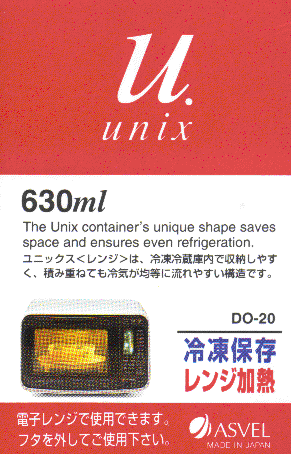 u.
unix
630ml
The Unix container's unique shape saves
space and ensures even refrigeration.
ユニックス<レンジ>は、冷凍冷蔵庫内で収納しやす
く、積み重ねても冷気が均等に流れやすい構造です。
DO-20
冷凍保存
レンジ加熱
電子レンジで使用できます。
フタを外してご使用下さい。
ASVEL
MADE IN JAPAN